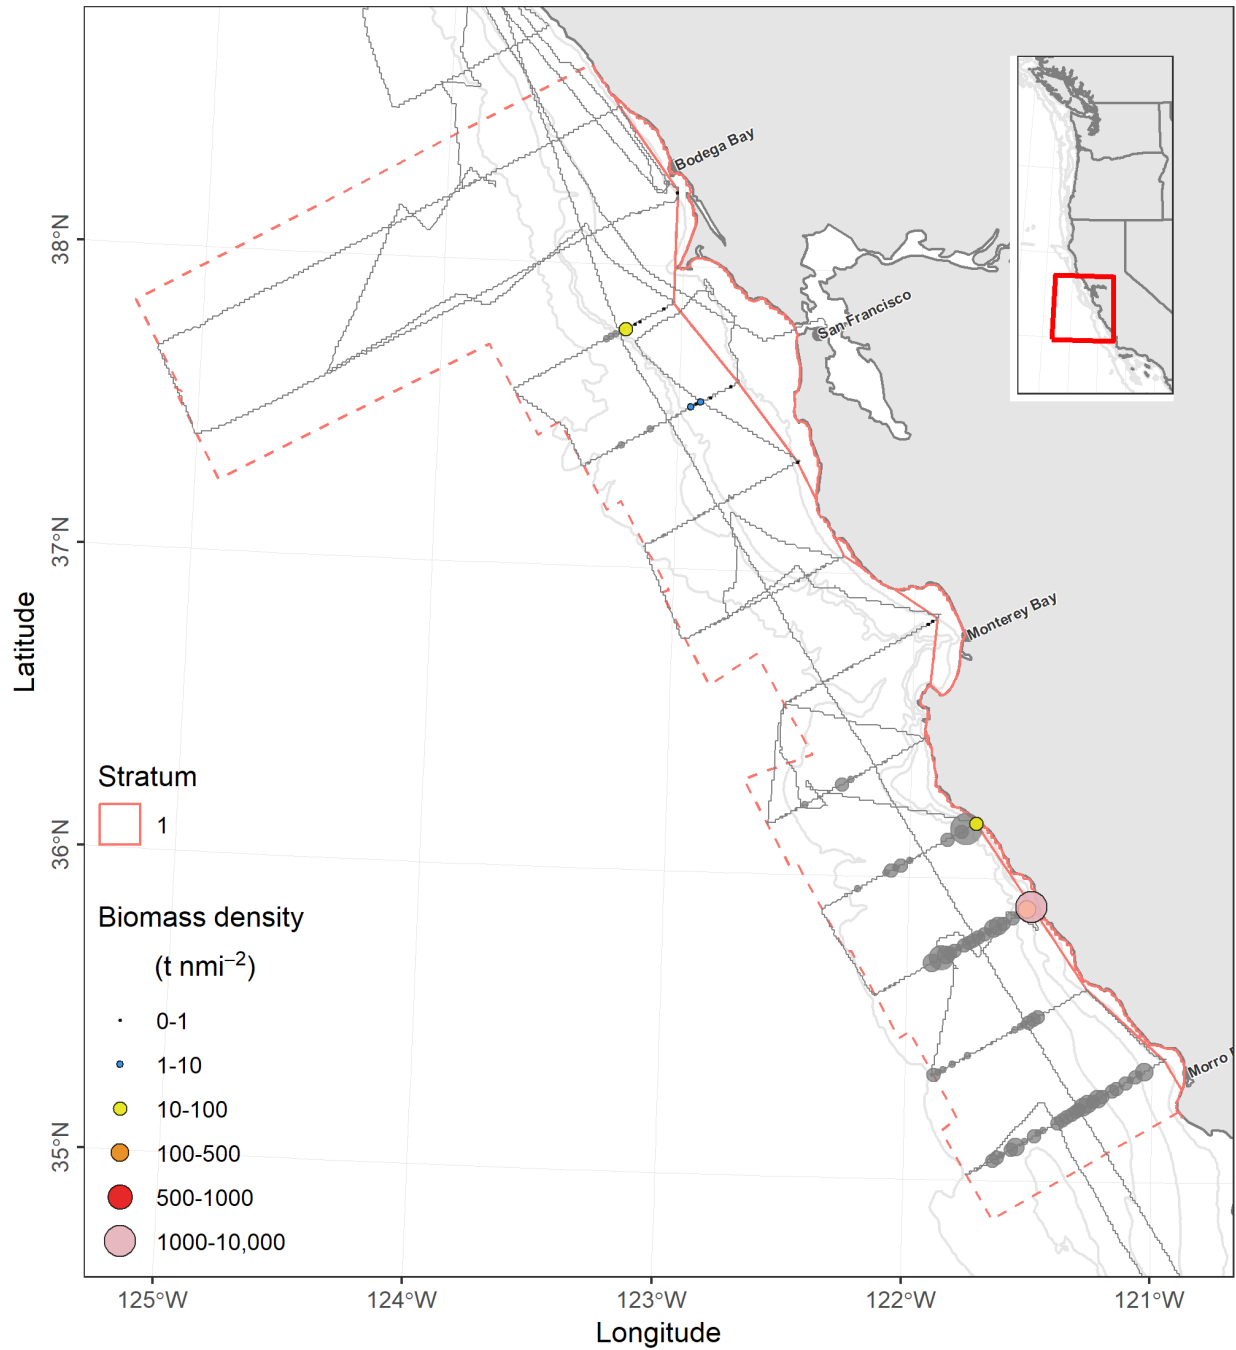 Bodega Bay
38°N
San Francisco
37°N
Monterey Bay
Latitude
Stratum
1
36°N
Biomass density
(t nmi⁻²)
0-1
1-10
Morro
10-100
35°N
100-500
500-1000
1000-10,000
125°W
124°W
123°W
122°W
121°W
Longitude